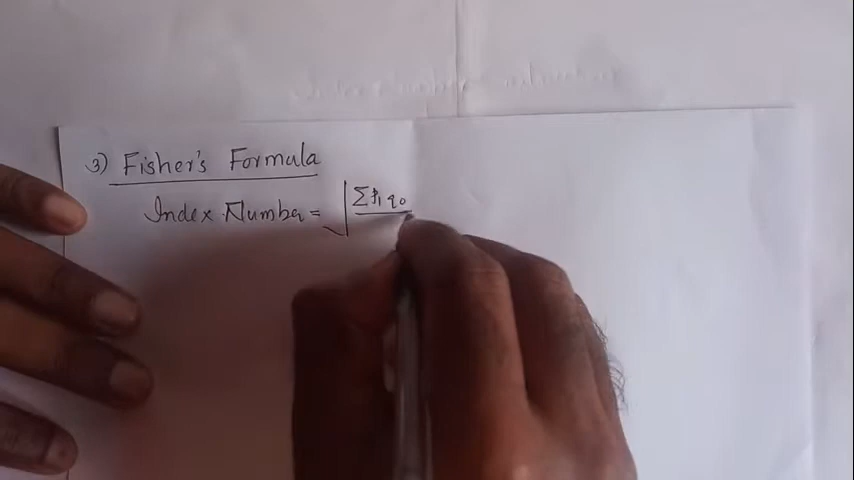 3) Fisher's Formula
Index Number = √ΣP₁q₀